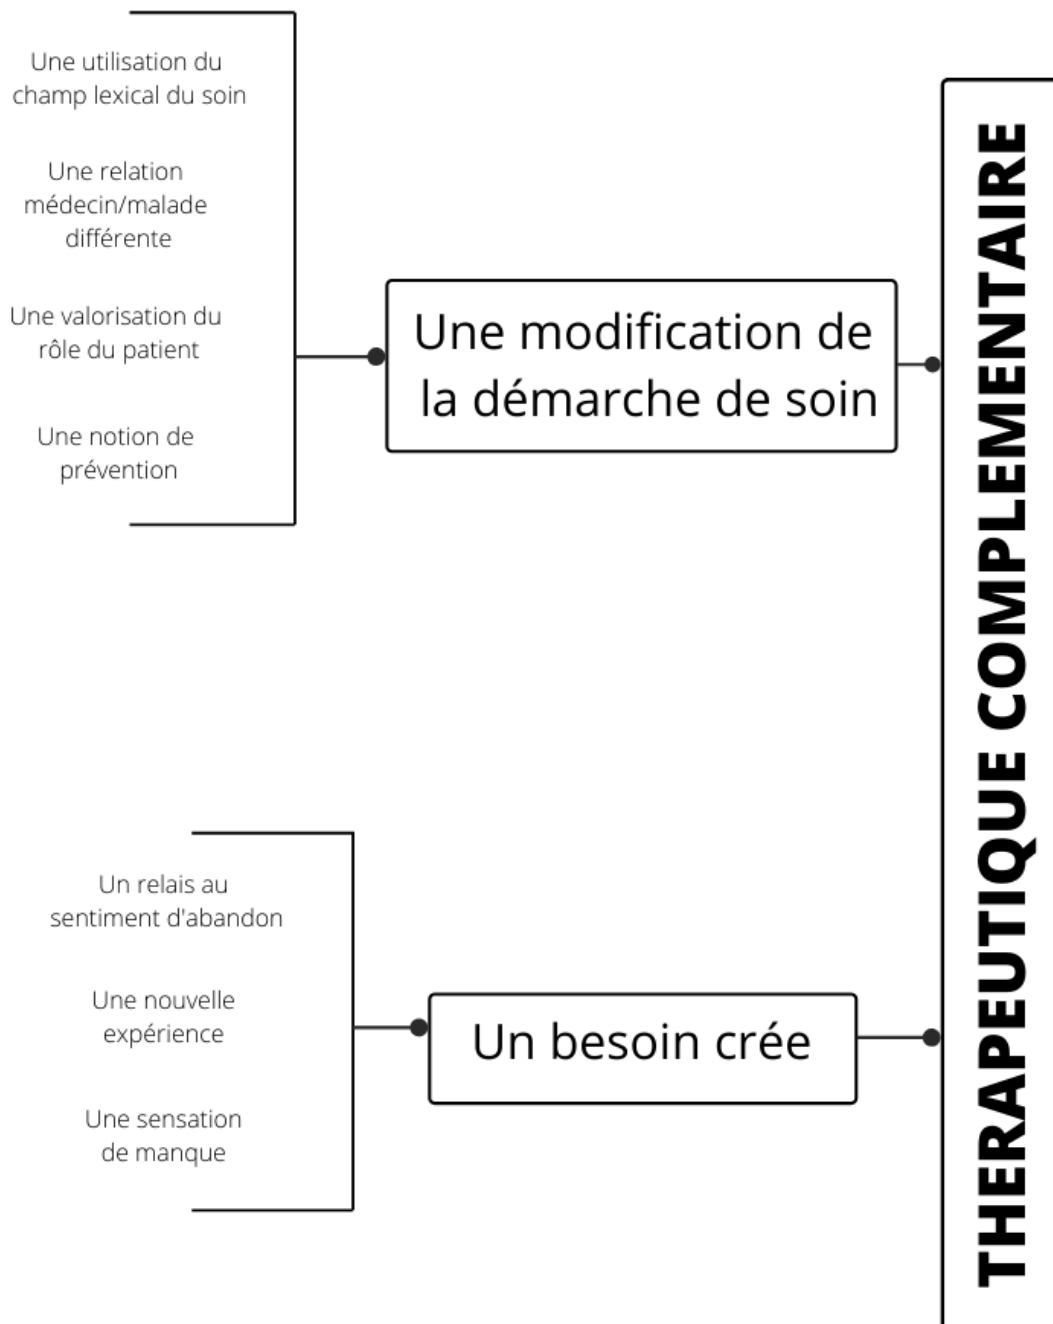 Une utilisation du
champ lexical du soin
Une relation
médecin/malade
différente
Une valorisation du
rôle du patient
Une notion de
prévention
Une modification de
la démarche de soin
Un relais au
sentiment d'abandon
Une nouvelle
expérience
Une sensation
de manque
Un besoin crée
THERAPEUTIQUE COMPLEMENTAIRE